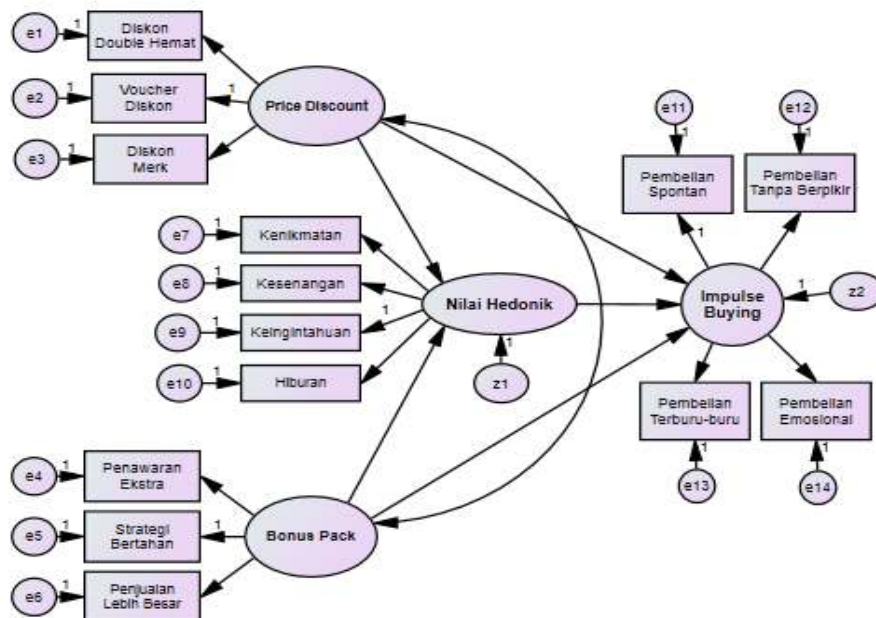 e1
1
Diskon
Double Hemat
e2
1
Voucher
Diskon
1
e3
1
Diskon
Merk
Price Discount
e11
1
e12
1
Pembelian
Spontan
Pembelian
Tanpa Berpikir
1
e7
1
Kenikmatan
e8
1
Kesenangan
e9
1
Keingintahuan
1
e10
1
Hiburan
Nilai Hedonik
1
z1
Impulse
Buying
1
z2
Pembelian
Terburu-buru
Pembelian
Emosional
1
e13
1
e14
e4
1
Penawaran
Ekstra
e5
1
Strategi
Bertahan
1
e6
1
Penjualan
Lebih Besar
Bonus Pack